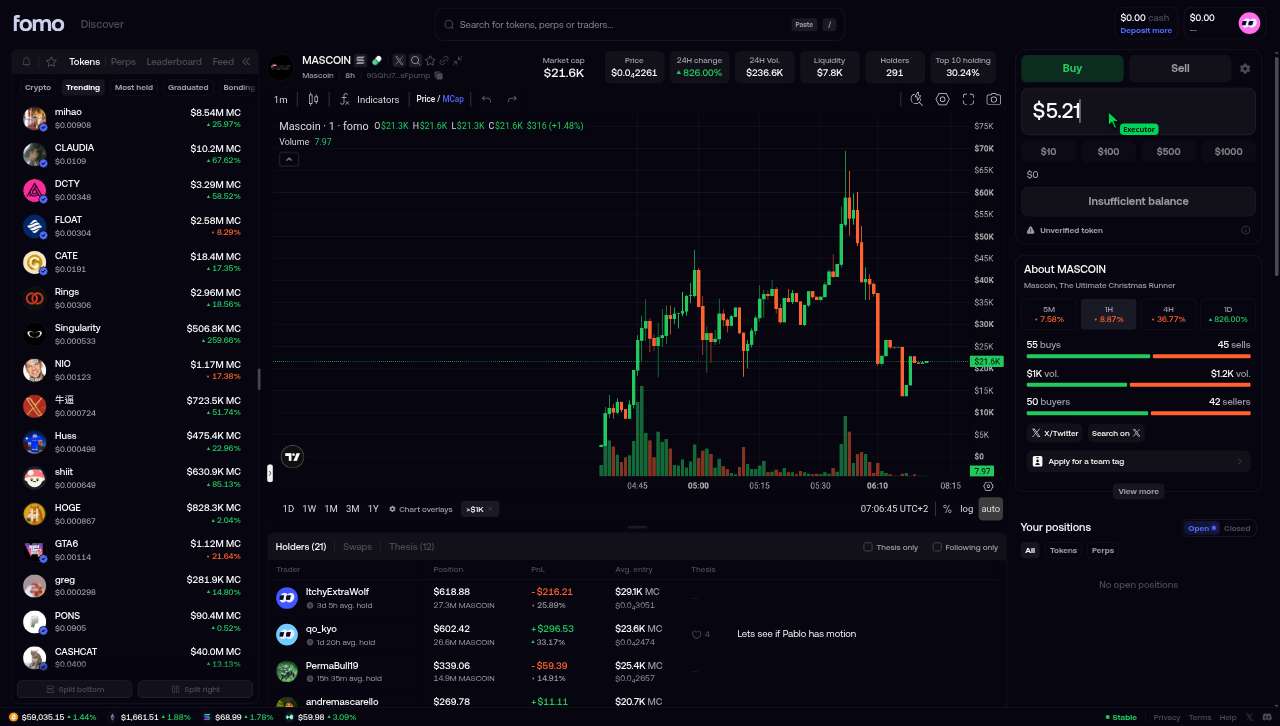 fomo Discover
Search for tokens, perps or traders... Paste /
$0.00 cash
Deposit more
$0.00
—
Tokens Perps Leaderboard Feed
Crypto Trending Most held Graduated Bonding
mihao $8.54M MC
$0.00908 25.97%
CLAUDIA $10.2M MC
$0.0109 67.62%
DCTY $3.29M MC
$0.00348 58.52%
FLOAT $2.58M MC
$0.00304 8.29%
CATE $18.4M MC
$0.0191 17.35%
Rings $2.96M MC
$0.00306 18.56%
Singularity $506.8K MC
$0.000533 259.66%
NIO $1.17M MC
$0.00123 17.38%
牛逼 $723.5K MC
$0.000724 51.74%
Huss $475.4K MC
$0.000498 22.96%
shiit $630.9K MC
$0.000649 85.13%
HOGE $828.3K MC
$0.000867 2.04%
GTA6 $1.12M MC
$0.00114 21.64%
greg $281.9K MC
$0.000298 14.80%
PONS $90.4M MC
$0.0905 0.52%
CASHCAT $40.0M MC
$0.0400 13.13%
Split bottom Split right
MASCOIN
Mascoin 8h
Market cap
$21.6K
Price
$0.0₄2261
24H change
826.00%
24H Vol.
$236.6K
Liquidity
$7.8K
Holders
291
Top 10 holding
30.24%
1m Indicators Price / MCap
Mascoin · 1 · fomo O$21.3K H$21.6K L$21.3K C$21.6K $316 (+1.48%)
Volume 7.97
$75K
$70K
$65K
$60K
$55K
$50K
$45K
$40K
$35K
$30K
$25K
$21.6K
$20K
$15K
$10K
$5K
$0
7.97
04:45 05:00 05:15 05:30 06:10 08:15
1D 1W 1M 3M 1Y Chart overlays >$1K
07:06:45 UTC+2 % log auto
Holders (21) Swaps Thesis (12) Thesis only Following only
Trader Position PnL Avg. entry Thesis
ItchyExtraWolf $618.88 -$216.21 $29.1K MC
3d 5h avg. hold 27.3M MASCOIN 25.89% $0.0₄3051
qo_kyo $602.42 +$296.53 $23.6K MC
1d 20h avg. hold 26.6M MASCOIN 33.17% $0.0₄2474
4 Lets see if Pablo has motion
PermaBull19 $339.06 -$59.39 $25.4K MC
15h 35m avg. hold 14.9M MASCOIN 14.91% $0.0₄2657
andremascarello $269.78 +$11.11 $20.7K MC
Buy Sell
$5.21
Executor
$10 $100 $500 $1000
$0
Insufficient balance
Unverified token
About MASCOIN
Mascoin, The Ultimate Christmas Runner
5M 1H 4H 1D
7.58% 8.87% 36.77% 826.00%
55 buys 45 sells
$1K vol. $1.2K vol.
50 buyers 42 sellers
X/Twitter Search on X
Apply for a team tag
View more
Your positions Open Closed
All Tokens Perps
No open positions
$59,035.15 1.44% $1,661.51 1.88% $68.99 1.78% $59.98 3.09%
Stable Privacy Terms Help